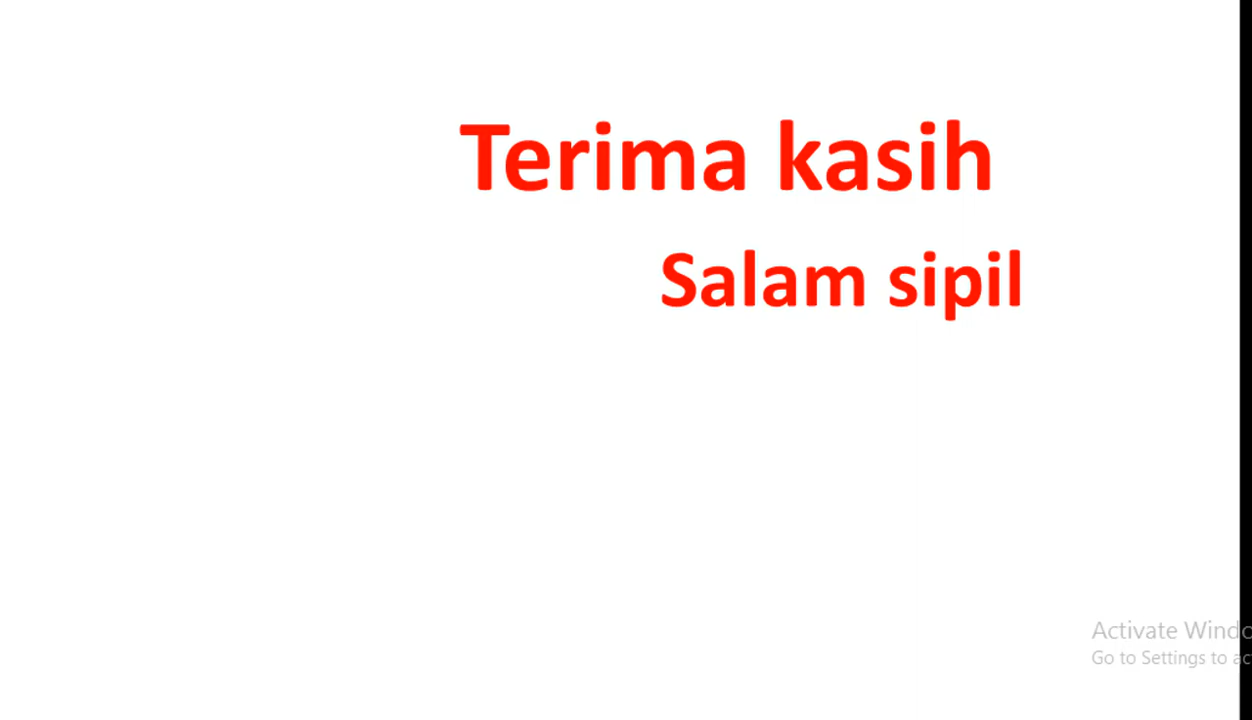 Terima kasih
Salam sipil
Activate Windo
Go to Settings to ac